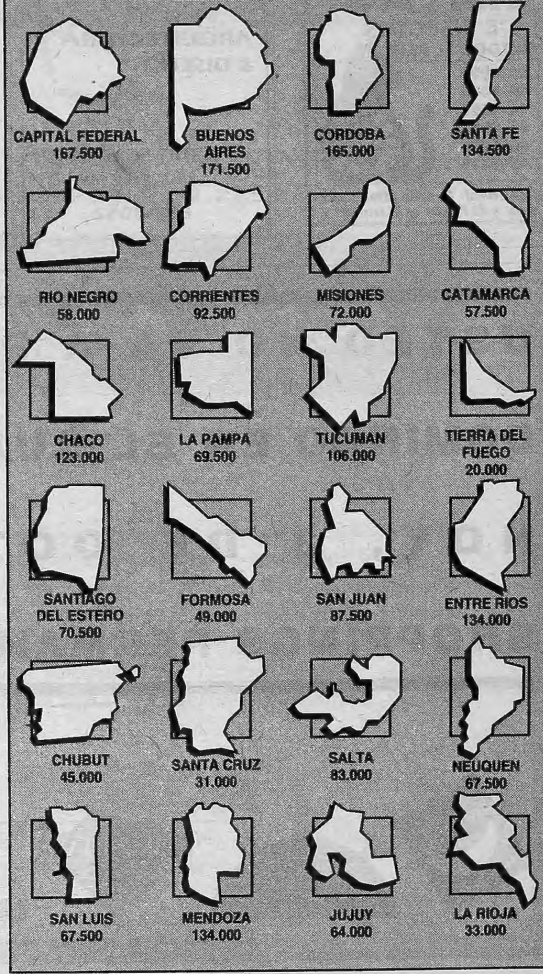 CAPITAL FEDERAL
167.500
BUENOS
AIRES
171.500
CORDOBA
165.000
SANTA FE
134.500
RIO NEGRO
58.000
CORRIENTES
92.500
MISIONES
72.000
CATAMARCA
57.500
CHACO
123.000
LA PAMPA
69.500
TUCUMAN
106.000
TIERRA DEL
FUEGO
20.000
SANTIAGO
DEL ESTERO
70.500
FORMOSA
49.000
SAN JUAN
87.500
ENTRE RIOS
134.000
CHUBUT
45.000
SANTA CRUZ
31.000
SALTA
83.000
NEUQUEN
67.500
SAN LUIS
67.500
MENDOZA
134.000
JUJUY
64.000
LA RIOJA
33.000